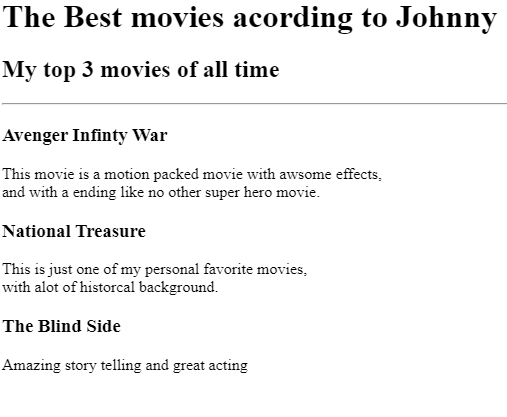 The Best movies acording to Johnny
My top 3 movies of all time
Avenger Infinty War
This movie is a motion packed movie with awsome effects,
and with a ending like no other super hero movie.
National Treasure
This is just one of my personal favorite movies,
with alot of historcal background.
The Blind Side
Amazing story telling and great acting